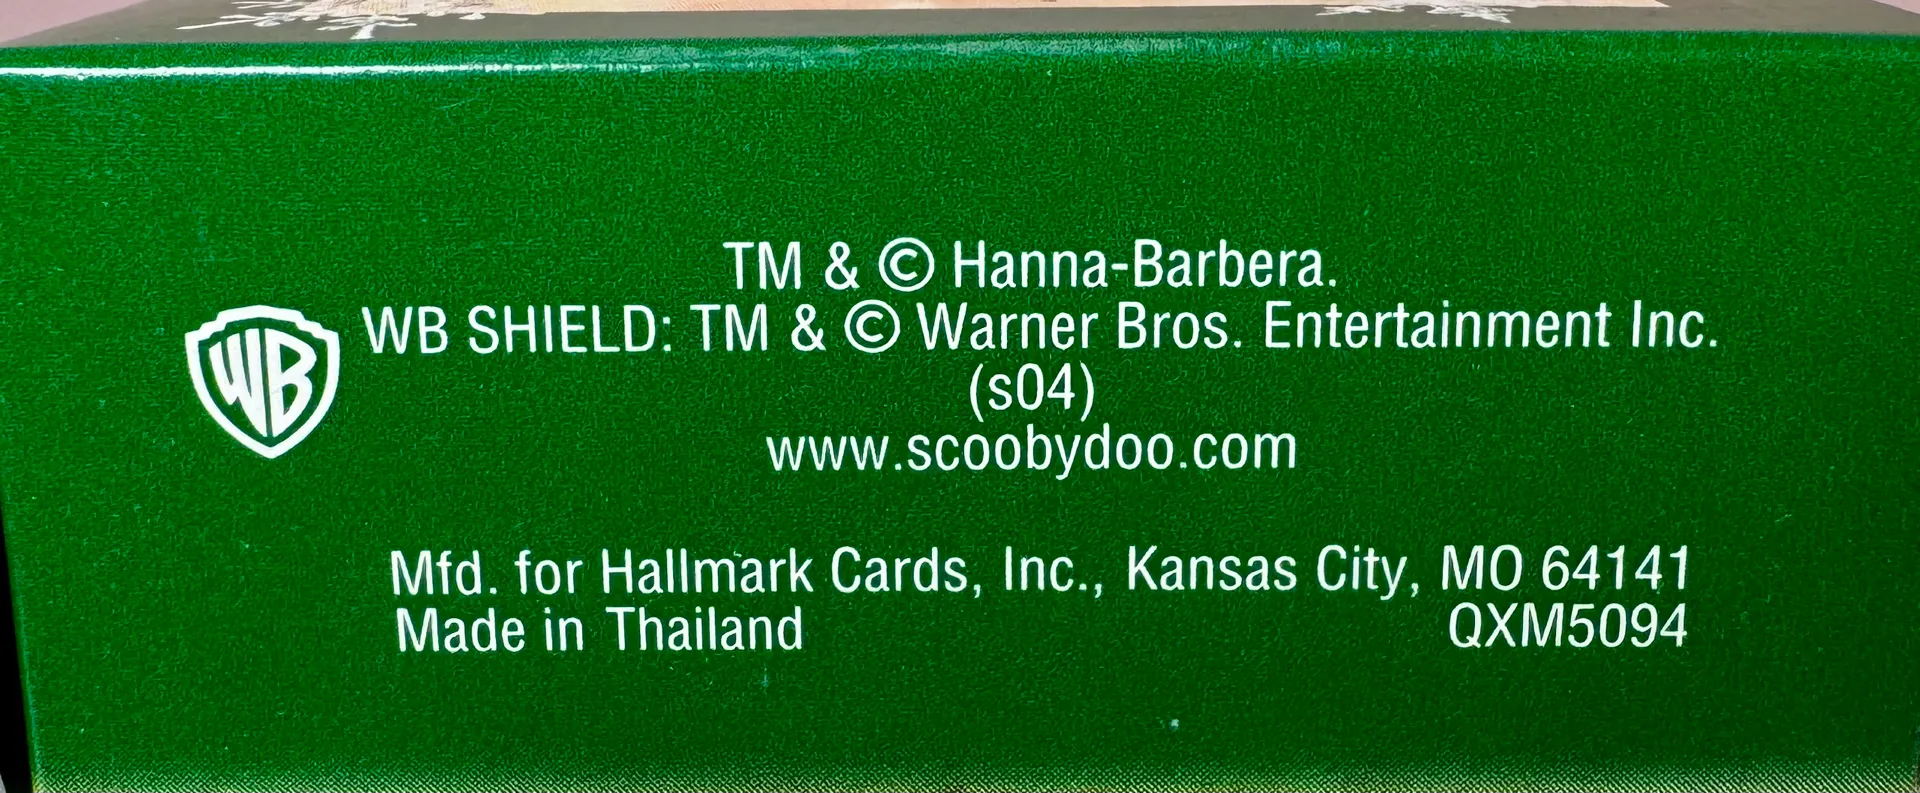 TM & © Hanna-Barbera.
WB WB SHIELD: TM & © Warner Bros. Entertainment Inc.
(s04)
www.scoobydoo.com
Mfd. for Hallmark Cards, Inc., Kansas City, MO 64141
Made in Thailand QXM5094